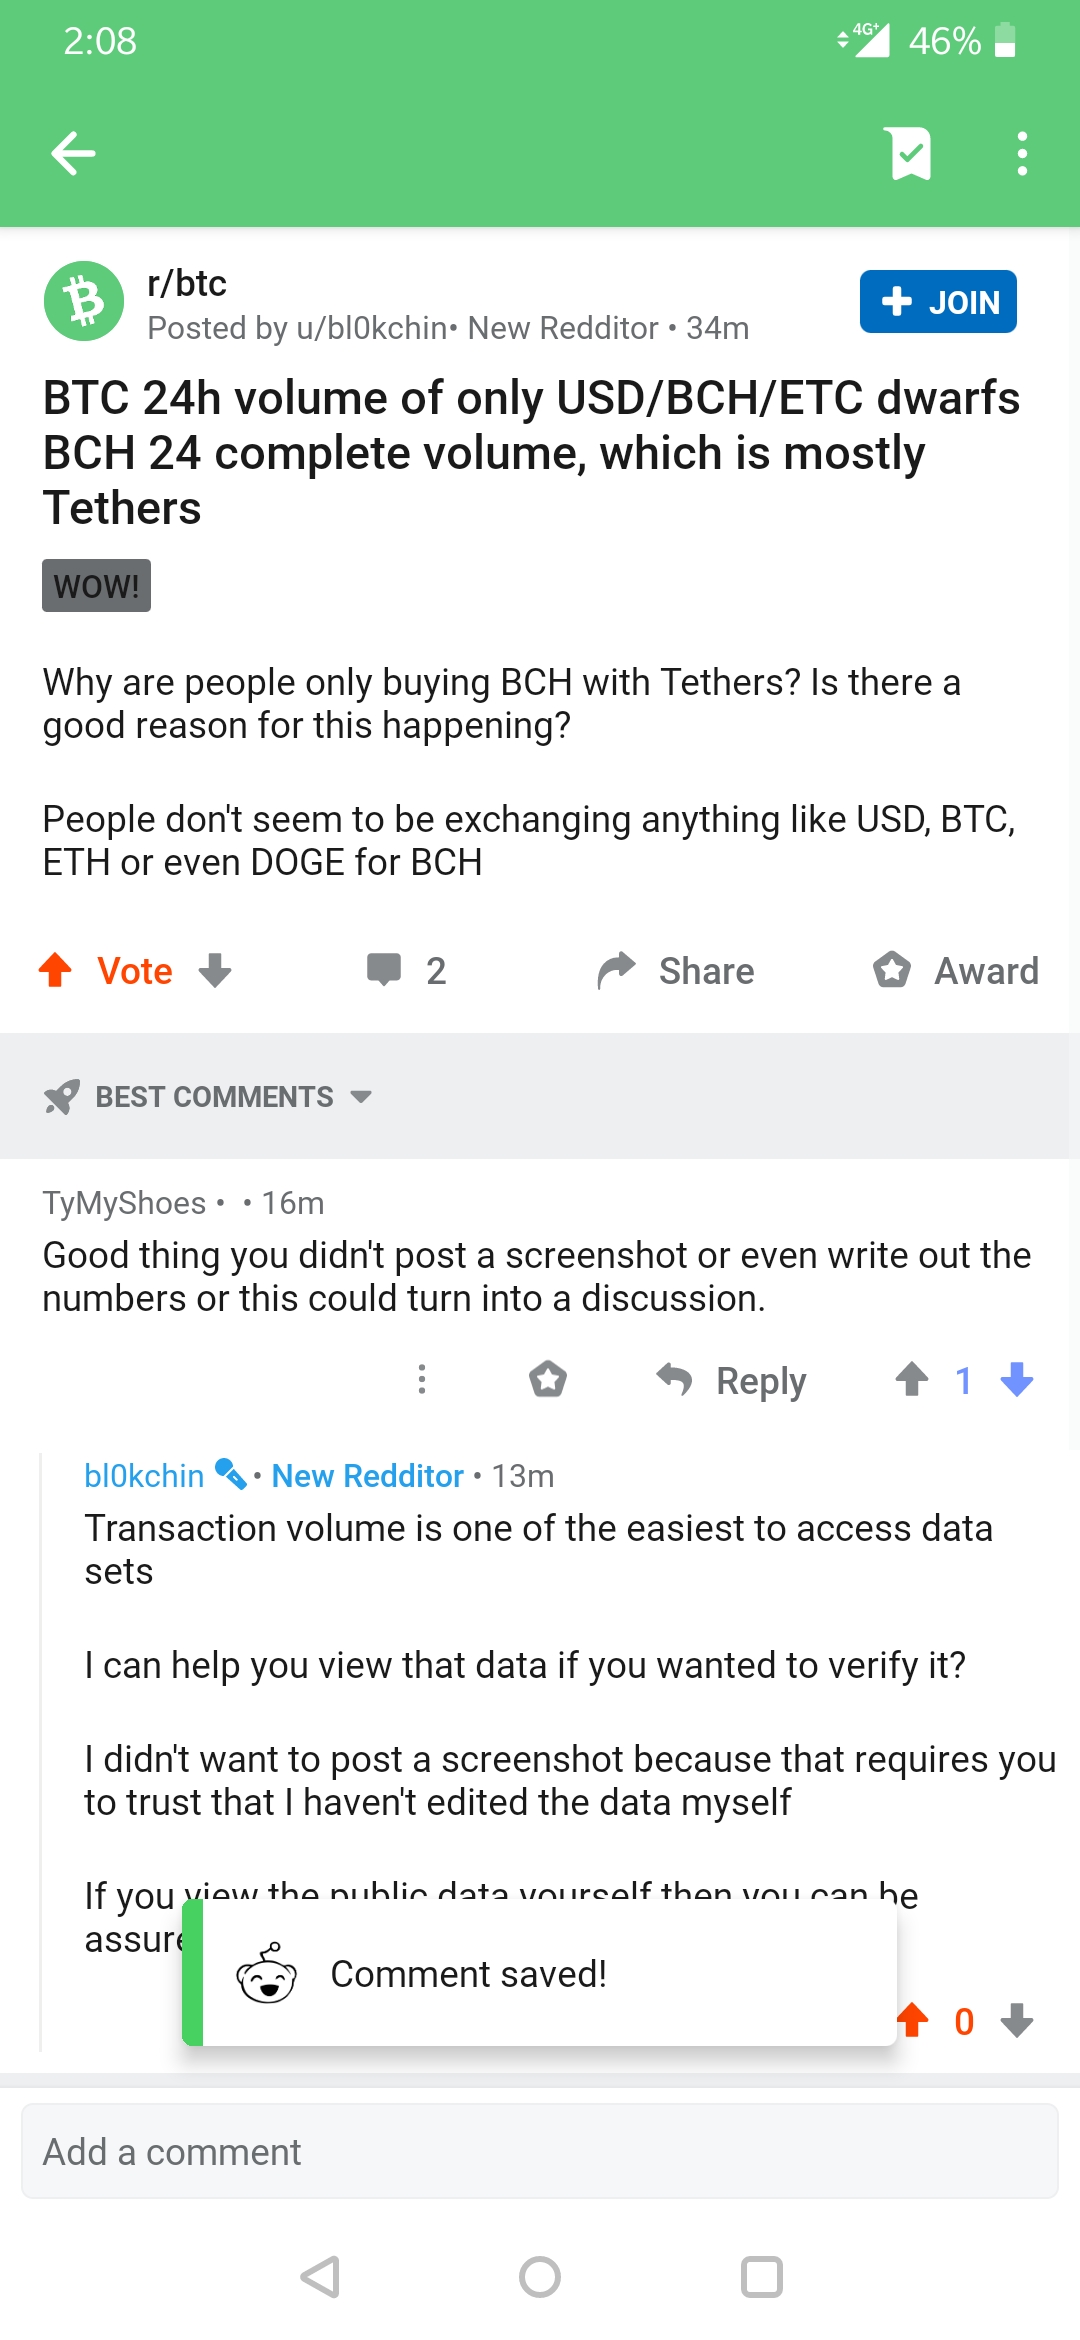 2:08
4G+ 46%
r/btc
Posted by u/bl0kchin• New Redditor • 34m
JOIN
BTC 24h volume of only USD/BCH/ETC dwarfs
BCH 24 complete volume, which is mostly
Tethers
WOW!
Why are people only buying BCH with Tethers? Is there a
good reason for this happening?
People don't seem to be exchanging anything like USD, BTC,
ETH or even DOGE for BCH
Vote 2 Share Award
BEST COMMENTS
TyMyShoes • • 16m
Good thing you didn't post a screenshot or even write out the
numbers or this could turn into a discussion.
Reply 1
bl0kchin • New Redditor • 13m
Transaction volume is one of the easiest to access data
sets
I can help you view that data if you wanted to verify it?
I didn't want to post a screenshot because that requires you
to trust that I haven't edited the data myself
If you view the public data yourself then you can be
Comment saved!
0
Add a comment